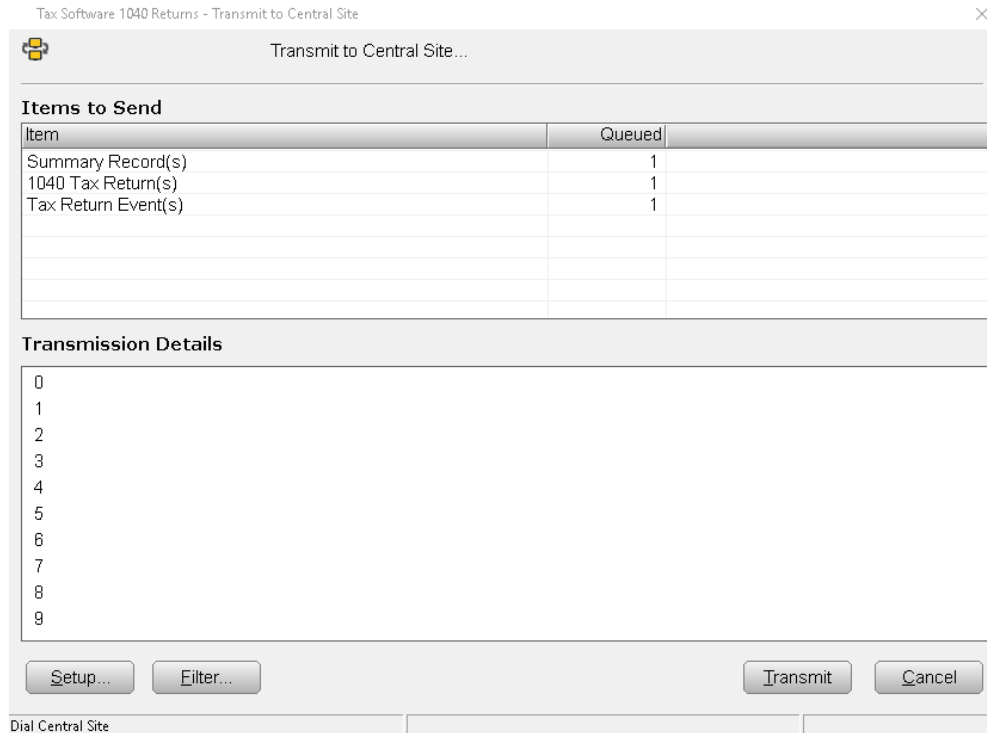 Tax Software 1040 Returns - Transmit to Central Site
Transmit to Central Site...
Items to Send
Item Queued
Summary Record(s) 1
1040 Tax Return(s) 1
Tax Return Event(s) 1
Transmission Details
0
1
2
3
4
5
6
7
8
9
Setup... Filter... Transmit Cancel
Dial Central Site